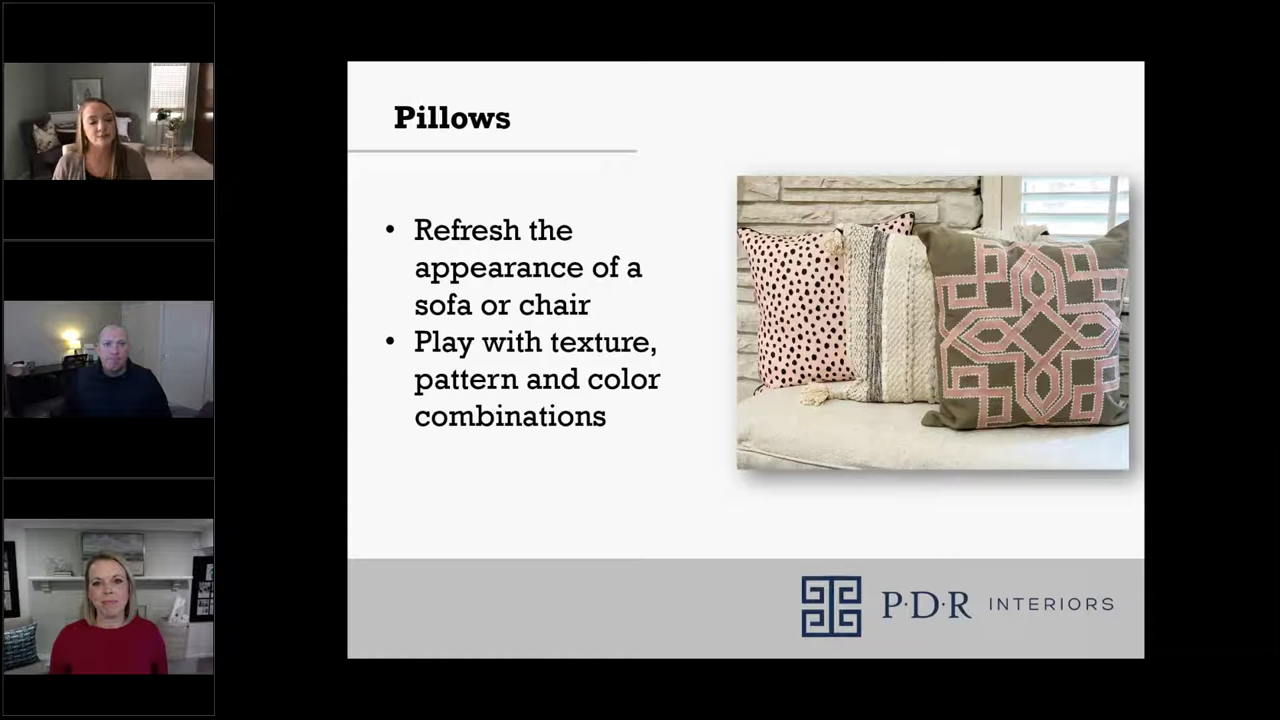 Pillows
• Refresh the
appearance of a
sofa or chair
• Play with texture,
pattern and color
combinations
P·D·R INTERIORS